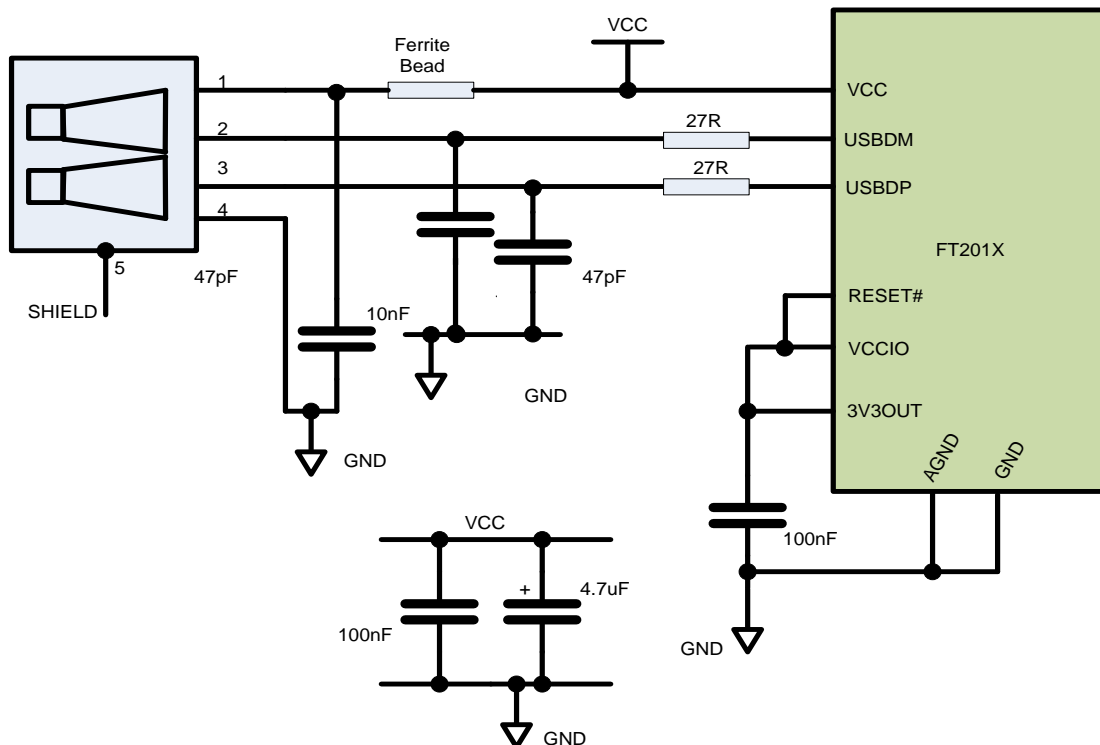 VCC
Ferrite
Bead
1
VCC
27R
2
USBDM
27R
3
USBDP
4
FT201X
5
47pF
47pF
RESET#
SHIELD
10nF
VCCIO
GND
3V3OUT
GND
AGND
GND
VCC
100nF
+
4.7uF
100nF
GND
GND